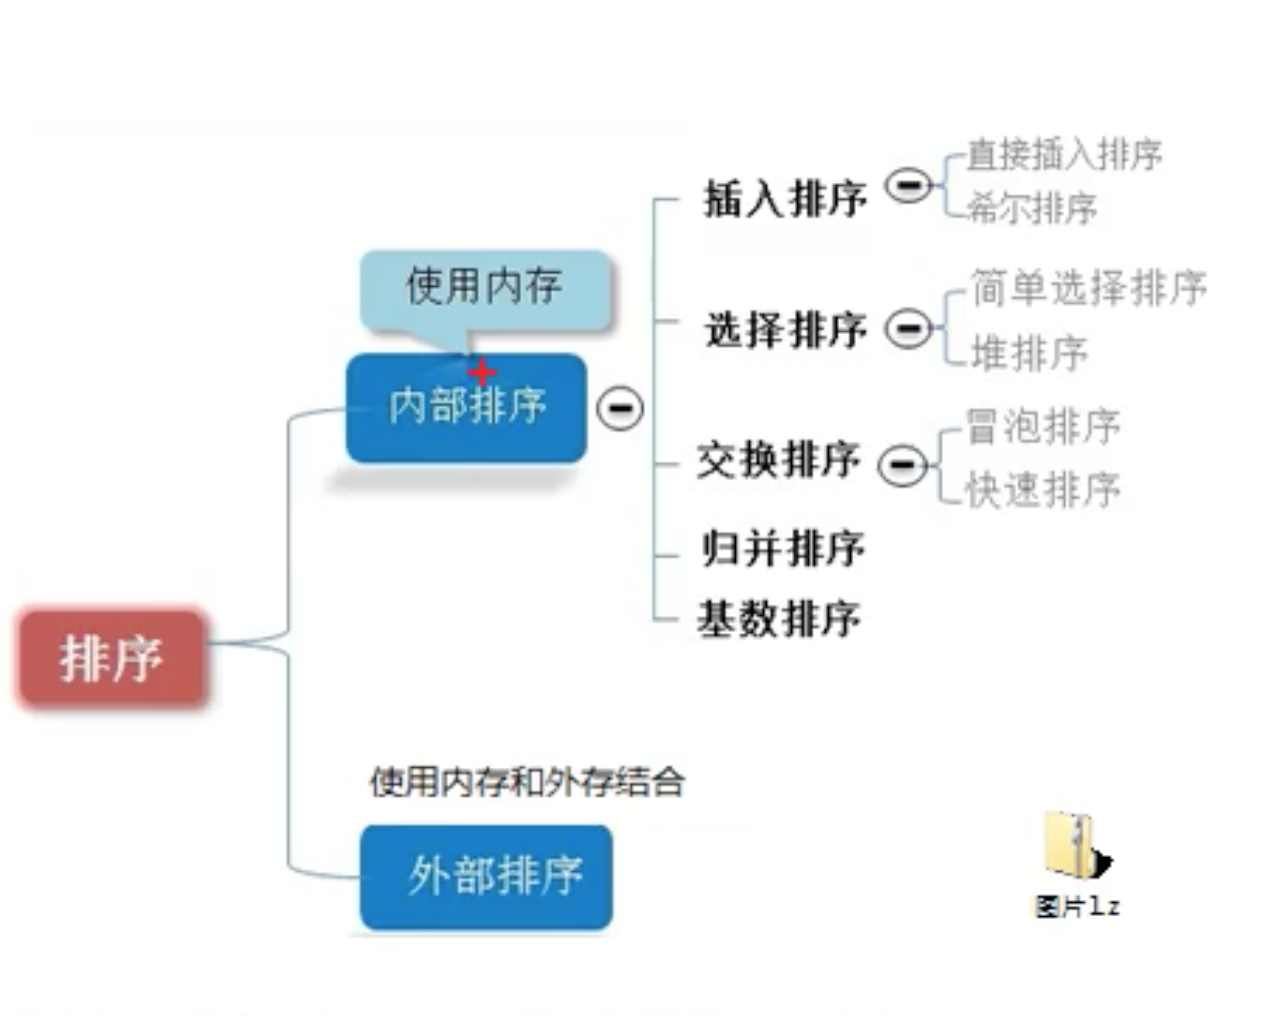 直接插入排序
插入排序
希尔排序
使用内存
简单选择排序
选择排序
堆排序
内部排序
冒泡排序
交换排序
快速排序
归并排序
基数排序
排序
使用内存和外存结合
外部排序
图片1.z